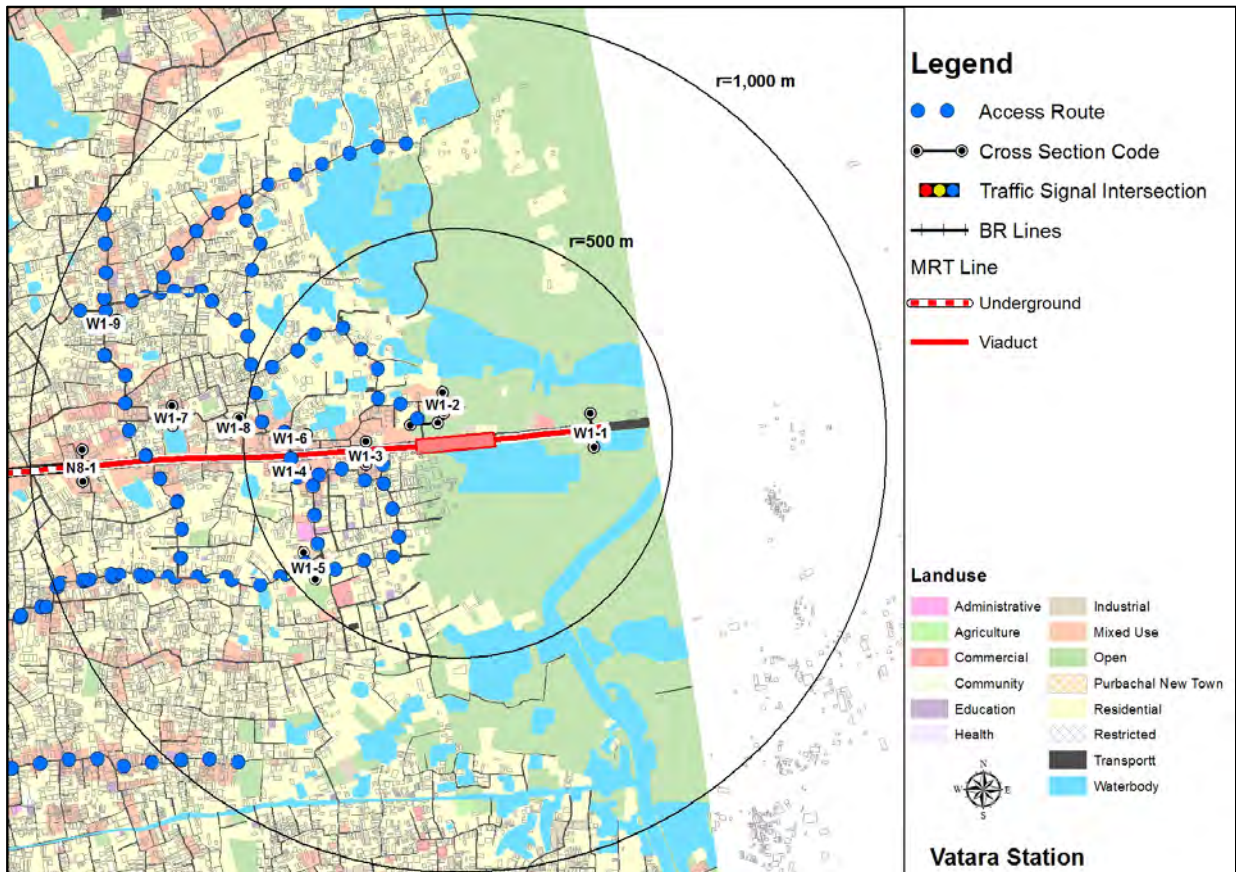 r=1,000 m
r=500 m
W1-9
W1-7
W1-8
W1-2
W1-6
W1-1
W1-3
N8-1
W1-4
W1-5
Legend
Access Route
Cross Section Code
Traffic Signal Intersection
BR Lines
MRT Line
Underground
Viaduct
Landuse
Administrative
Agriculture
Commercial
Community
Education
Health
Industrial
Mixed Use
Open
Purbachal New Town
Residential
Restricted
Transportt
Waterbody
N
W E
S
Vatara Station